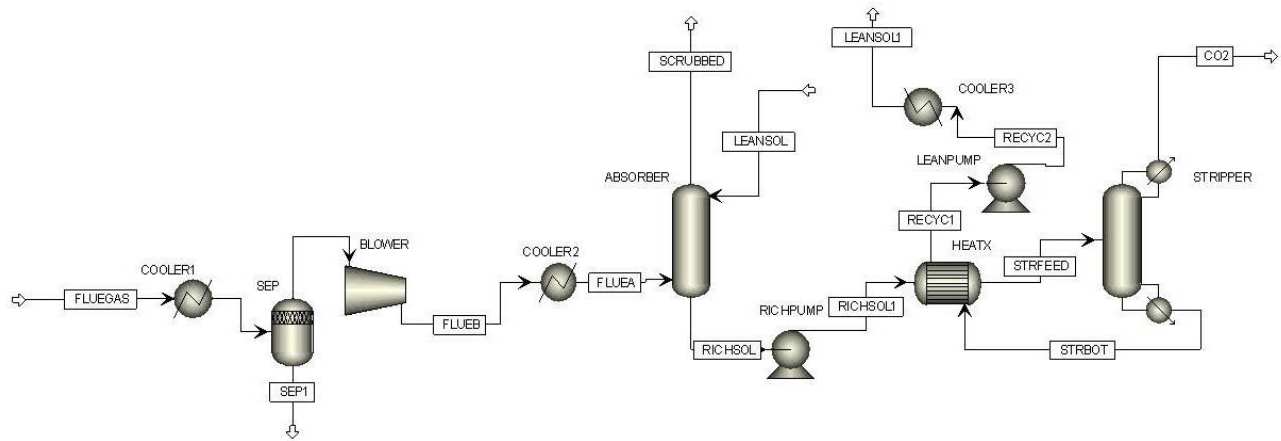 LEANSOL1
CO2
SCRUBBED
COOLER3
RECYC2
LEANSOL
LEANPUMP
ABSORBER
STRIPPER
RECYC1
BLOWER
HEATX
COOLER2
COOLER1
STRFEED
SEP
FLUEA
FLUEGAS
RICHPUMP
RICHSOL1
FLUEB
RICHSOL
STRBOT
SEP1